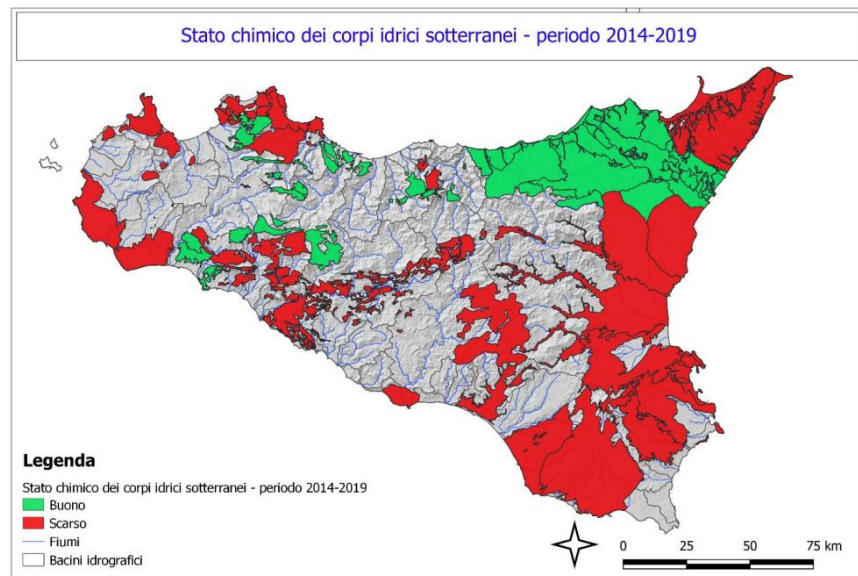 Stato chimico dei corpi idrici sotterranei - periodo 2014-2019
Legenda
Stato chimico dei corpi idrici sotterranei - periodo 2014-2019
Buono
Scarso
Fiumi
Bacini idrografici
0 25 50 75 km